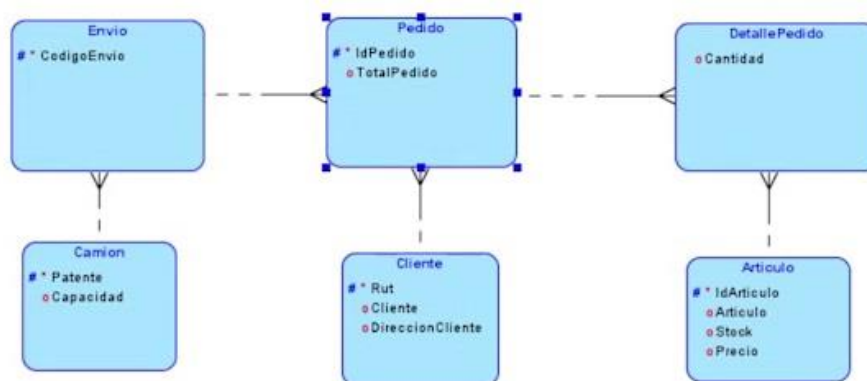 Envio
# * CodigoEnvio
Pedido
# * IdPedido
o TotalPedido
DetallePedido
o Cantidad
Camion
# * Patente
o Capacidad
Cliente
# * Rut
o Cliente
o DireccionCliente
Articulo
# * IdArticulo
o Articulo
o Stock
o Precio